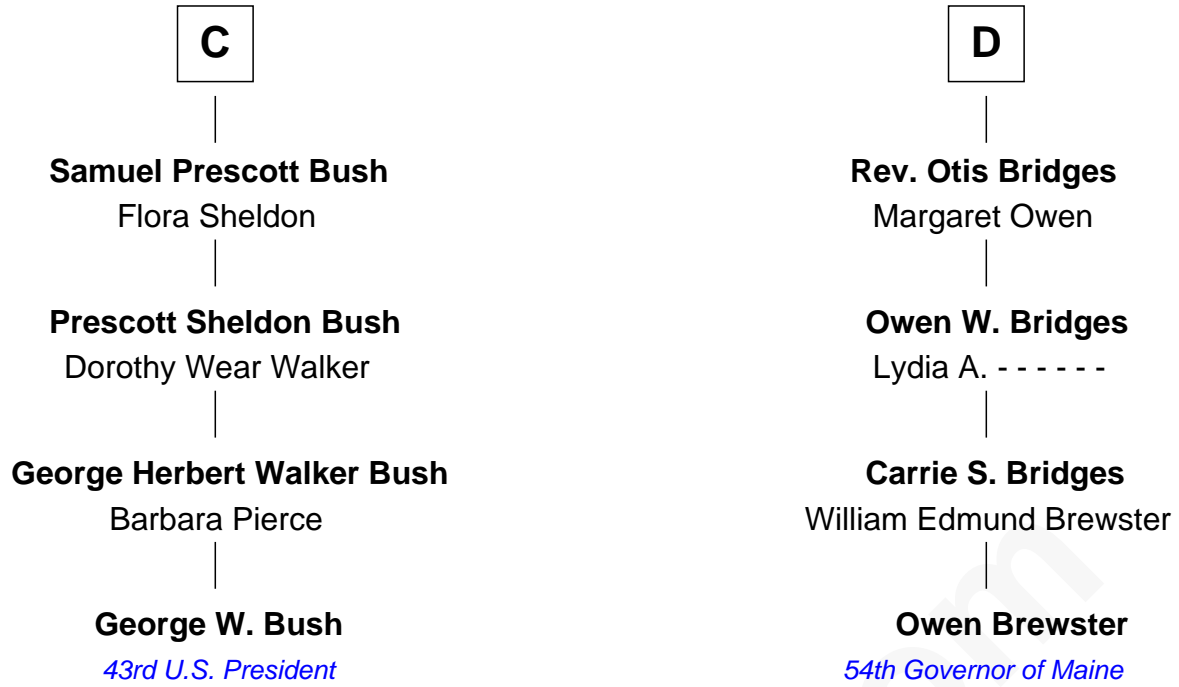 C
Samuel Prescott Bush
Flora Sheldon
Prescott Sheldon Bush
Dorothy Wear Walker
George Herbert Walker Bush
Barbara Pierce
George W. Bush
43rd U.S. President
D
Rev. Otis Bridges
Margaret Owen
Owen W. Bridges
Lydia A. - - - - - -
Carrie S. Bridges
William Edmund Brewster
Owen Brewster
54th Governor of Maine